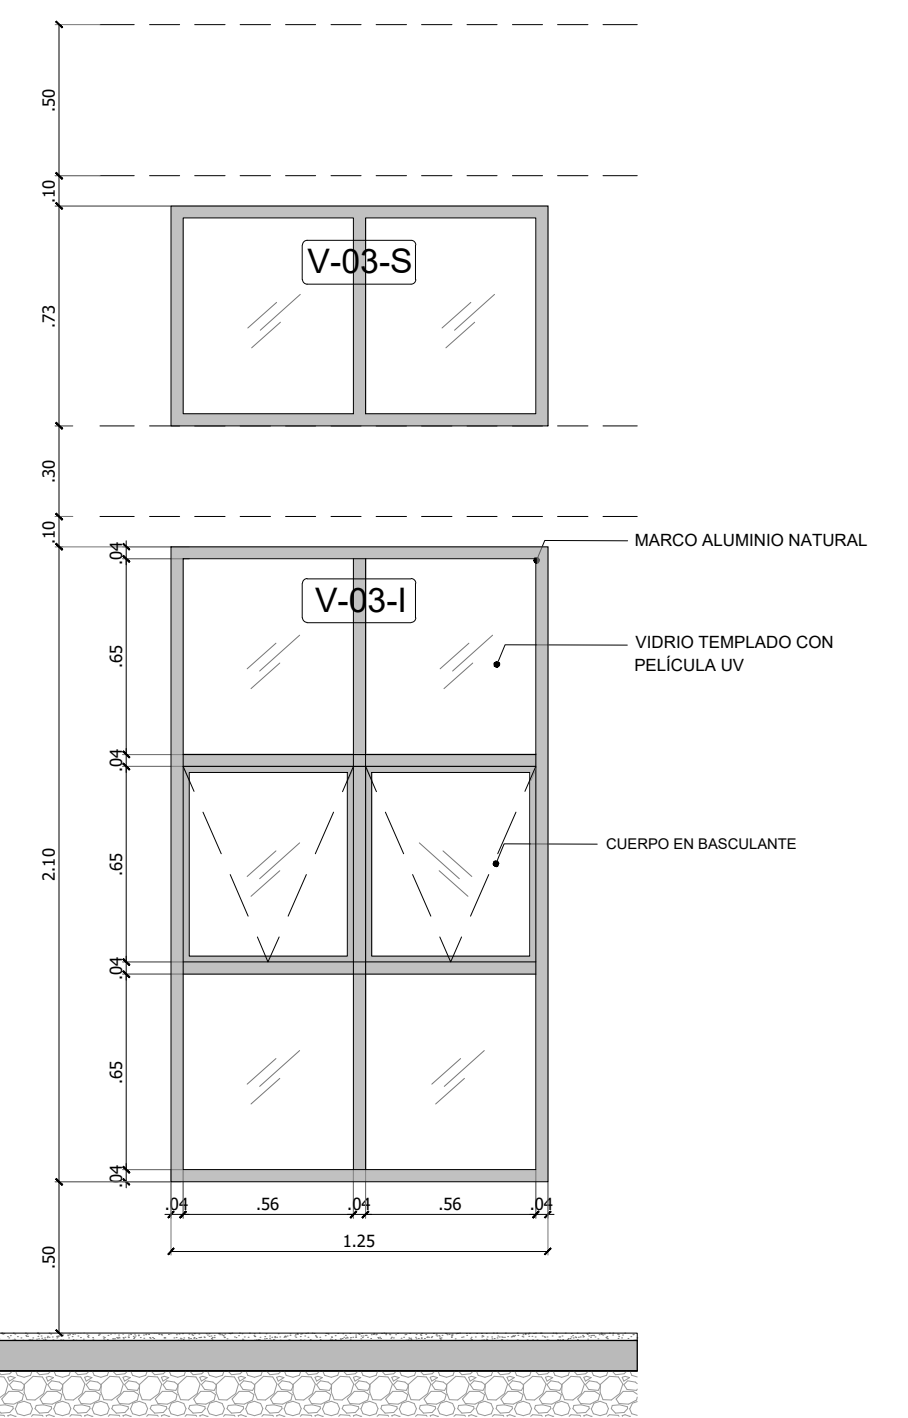 .50
.10
.73
V-03-S
.30
.10
2.10
.50
.04
.65
.04
.65
.04
.65
.04
V-03-I
MARCO ALUMINIO NATURAL
VIDRIO TEMPLADO CON
PELÍCULA UV
CUERPO EN BASCULANTE
.04 .56 .04 .56 .04
1.25